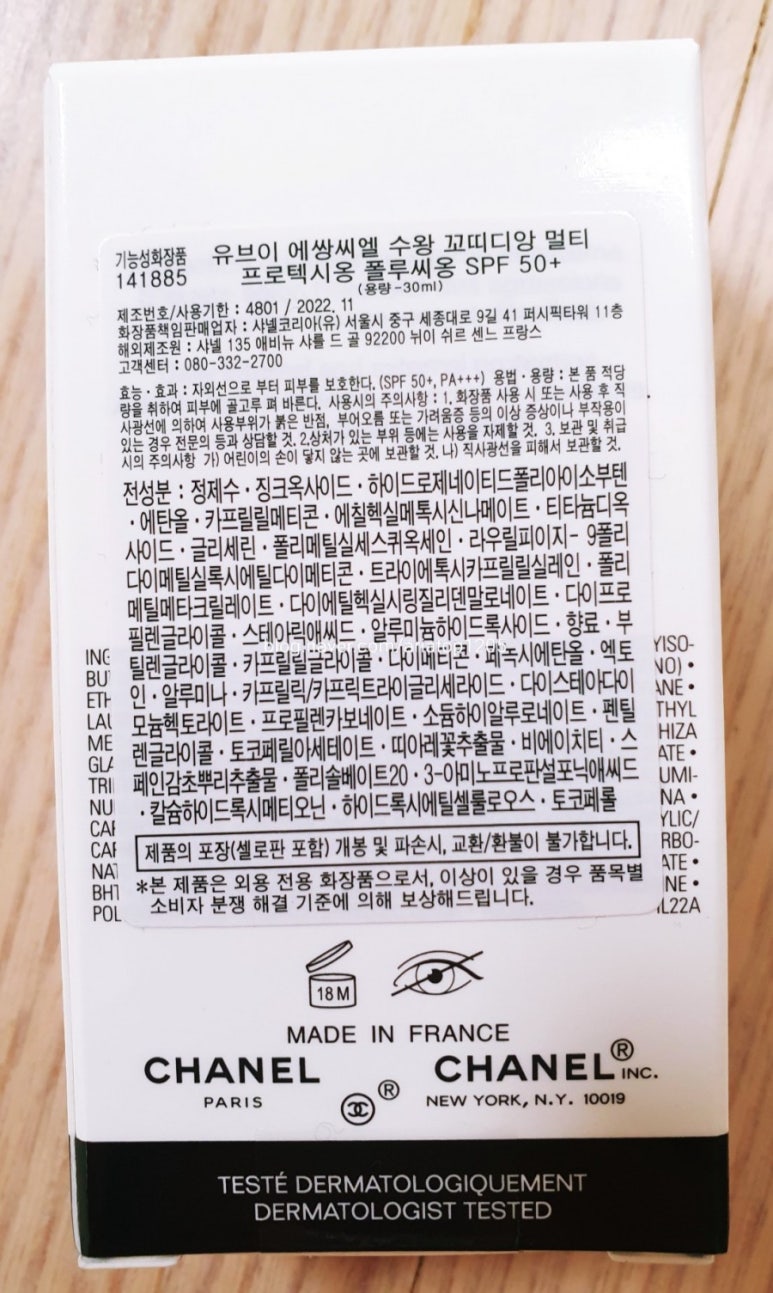 기능성화장품
141885
유브이 에쌍씨엘 수왕 꼬띠디앙 멀티
프로텍시옹 폴루씨옹 SPF 50+
(용량-30ml)
제조번호/사용기한 : 4801 / 2022. 11
화장품책임판매업자 : 샤넬코리아(유) 서울시 중구 세종대로 9길 41 퍼시픽타워 11층
해외제조원 : 샤넬 135 애비뉴 샤를 드 골 92200 뉘이 쉬르 센느 프랑스
고객센터 : 080-332-2700
효능·효과 : 자외선으로 부터 피부를 보호한다. (SPF 50+, PA+++) 용법·용량 : 본 품 적당
량을 취하여 피부에 골고루 펴 바른다. 사용시의 주의사항 : 1. 화장품 사용 시 또는 사용 후 직
사광선에 의하여 사용부위가 붉은 반점, 부어오름 또는 가려움증 등의 이상 증상이나 부작용이
있는 경우 전문의 등과 상담할 것. 2.상처가 있는 부위 등에는 사용을 자제할 것. 3. 보관 및 취급
시의 주의사항 가) 어린이의 손이 닿지 않는 곳에 보관할 것. 나) 직사광선을 피해서 보관할 것.
전성분 : 정제수 · 징크옥사이드 · 하이드로제네이티드폴리아이소부텐
· 에탄올 · 카프릴릴메티콘 · 에칠헥실메톡시신나메이트 · 티타늄디옥
사이드 · 글리세린 · 폴리메틸실세스퀴옥세인 · 라우릴피이지- 9폴리
다이메틸실록시에틸다이메티콘 · 트라이에톡시카프릴릴실레인 · 폴리
메틸메타크릴레이트 · 다이에틸헥실시링질리덴말로네이트 · 다이프로
필렌글라이콜 · 스테아릭애씨드 · 알루미늄하이드록사이드 · 향료 · 부
틸렌글라이콜 · 카프릴릴글라이콜 · 다이메티콘 · 페녹시에탄올 · 엑토
인 · 알루미나 · 카프릴릭/카프릭트라이글리세라이드 · 다이스테아다이
모늄헥토라이트 · 프로필렌카보네이트 · 소듐하이알루로네이트 · 펜틸
렌글라이콜 · 토코페릴아세테이트 · 띠아레꽃추출물 · 비에이치티 · 스
페인감초뿌리추출물 · 폴리솔베이트20 · 3-아미노프로판설포닉애씨드
· 칼슘하이드록시메티오닌 · 하이드록시에틸셀룰로오스 · 토코페롤
제품의 포장(셀로판 포함) 개봉 및 파손시, 교환/환불이 불가합니다.
*본 제품은 외용 전용 화장품으로서, 이상이 있을 경우 품목별
소비자 분쟁 해결 기준에 의해 보상해드립니다.
18M
MADE IN FRANCE
CHANEL
PARIS
CHANEL® INC.
NEW YORK, N.Y. 10019
®
TESTÉ DERMATOLOGIQUEMENT
DERMATOLOGIST TESTED